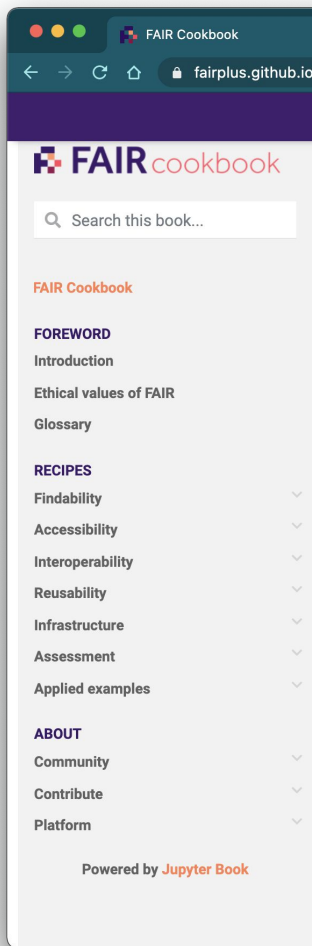 FAIR Cookbook
fairplus.github.io
FAIR cookbook
Search this book...
FAIR Cookbook
FOREWORD
Introduction
Ethical values of FAIR
Glossary
RECIPES
Findability
Accessibility
Interoperability
Reusability
Infrastructure
Assessment
Applied examples
ABOUT
Community
Contribute
Platform
Powered by Jupyter Book